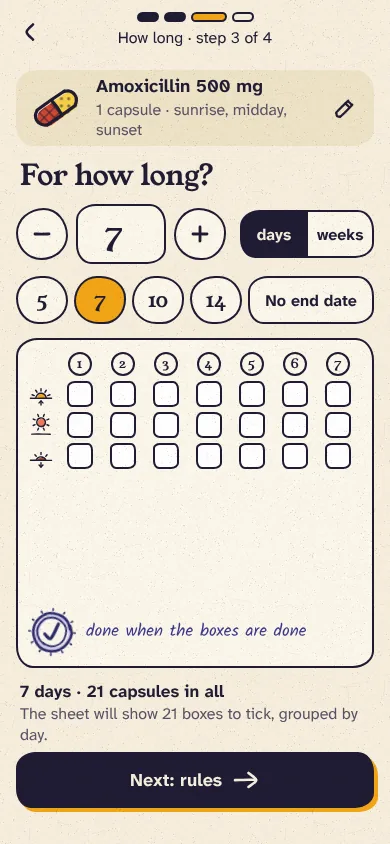 How long · step 3 of 4
Amoxicillin 500 mg
1 capsule · sunrise, midday,
sunset
For how long?
7
days
weeks
5
7
10
14
No end date
1
2
3
4
5
6
7
done when the boxes are done
7 days · 21 capsules in all
The sheet will show 21 boxes to tick, grouped by
day.
Next: rules